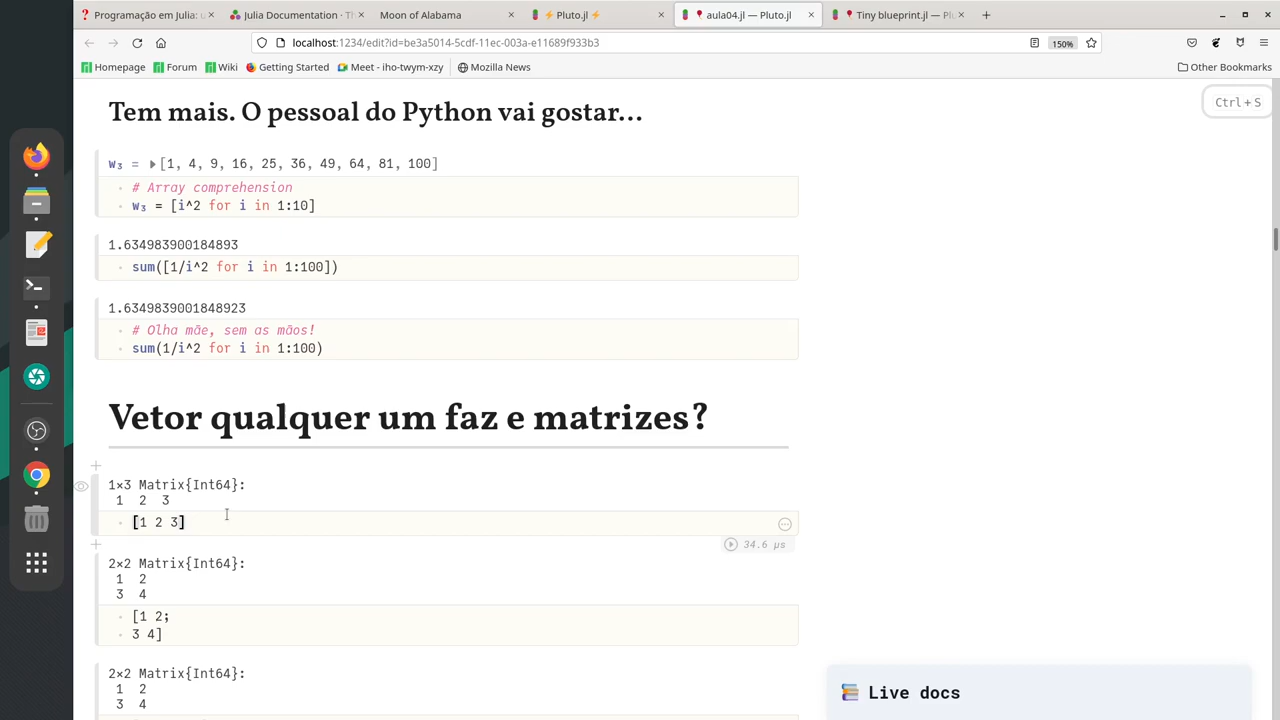 Programação em Julia: u
Julia Documentation · Th
Moon of Alabama
⚡ Pluto.jl ⚡
🎈 aula04.jl — Pluto.jl
🎈 Tiny blueprint.jl — Plu
localhost:1234/edit?id=be3a5014-5cdf-11ec-003a-e11689f933b3
150%
Homepage
Forum
Wiki
Getting Started
Meet - iho-twym-xzy
Mozilla News
Other Bookmarks
Ctrl + S
Tem mais. O pessoal do Python vai gostar...
w₃ = [1, 4, 9, 16, 25, 36, 49, 64, 81, 100]
# Array comprehension
w₃ = [i^2 for i in 1:10]
1.634983900184893
sum([1/i^2 for i in 1:100])
1.6349839001848923
# Olha mãe, sem as mãos!
sum(1/i^2 for i in 1:100)
Vetor qualquer um faz e matrizes?
1×3 Matrix{Int64}:
1 2 3
[1 2 3]
34.6 μs
2×2 Matrix{Int64}:
1 2
3 4
[1 2;
3 4]
2×2 Matrix{Int64}:
1 2
3 4
Live docs